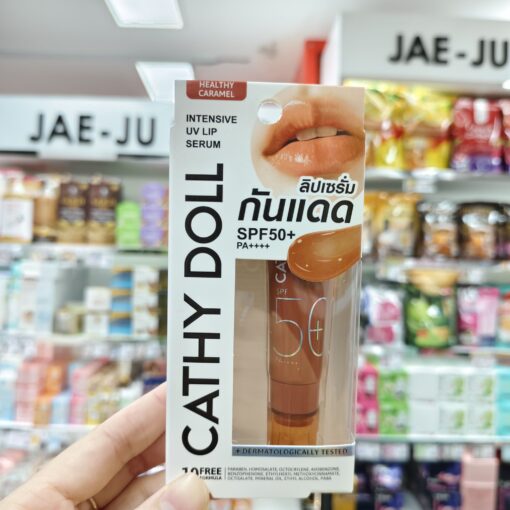 JAE-JU
JAE-JU
HEALTHY
CARAMEL
INTENSIVE
UV LIP
SERUM
CATHY DOLL
ลิปเซรั่ม
กันแดด
SPF50+
PA++++
CA
SPF
50+
+ DERMATOLOGICALLY TESTED
10 FREE
FORMULA
PARABEN, HOMOSALATE, OCTOCRYLENE, AVOBENZONE,
BENZOPHENONE, ETHYLHEXYL METHOXYCINNAMATE,
OCTISALATE, MINERAL OIL, ETHYL ALCOHOL, PABA